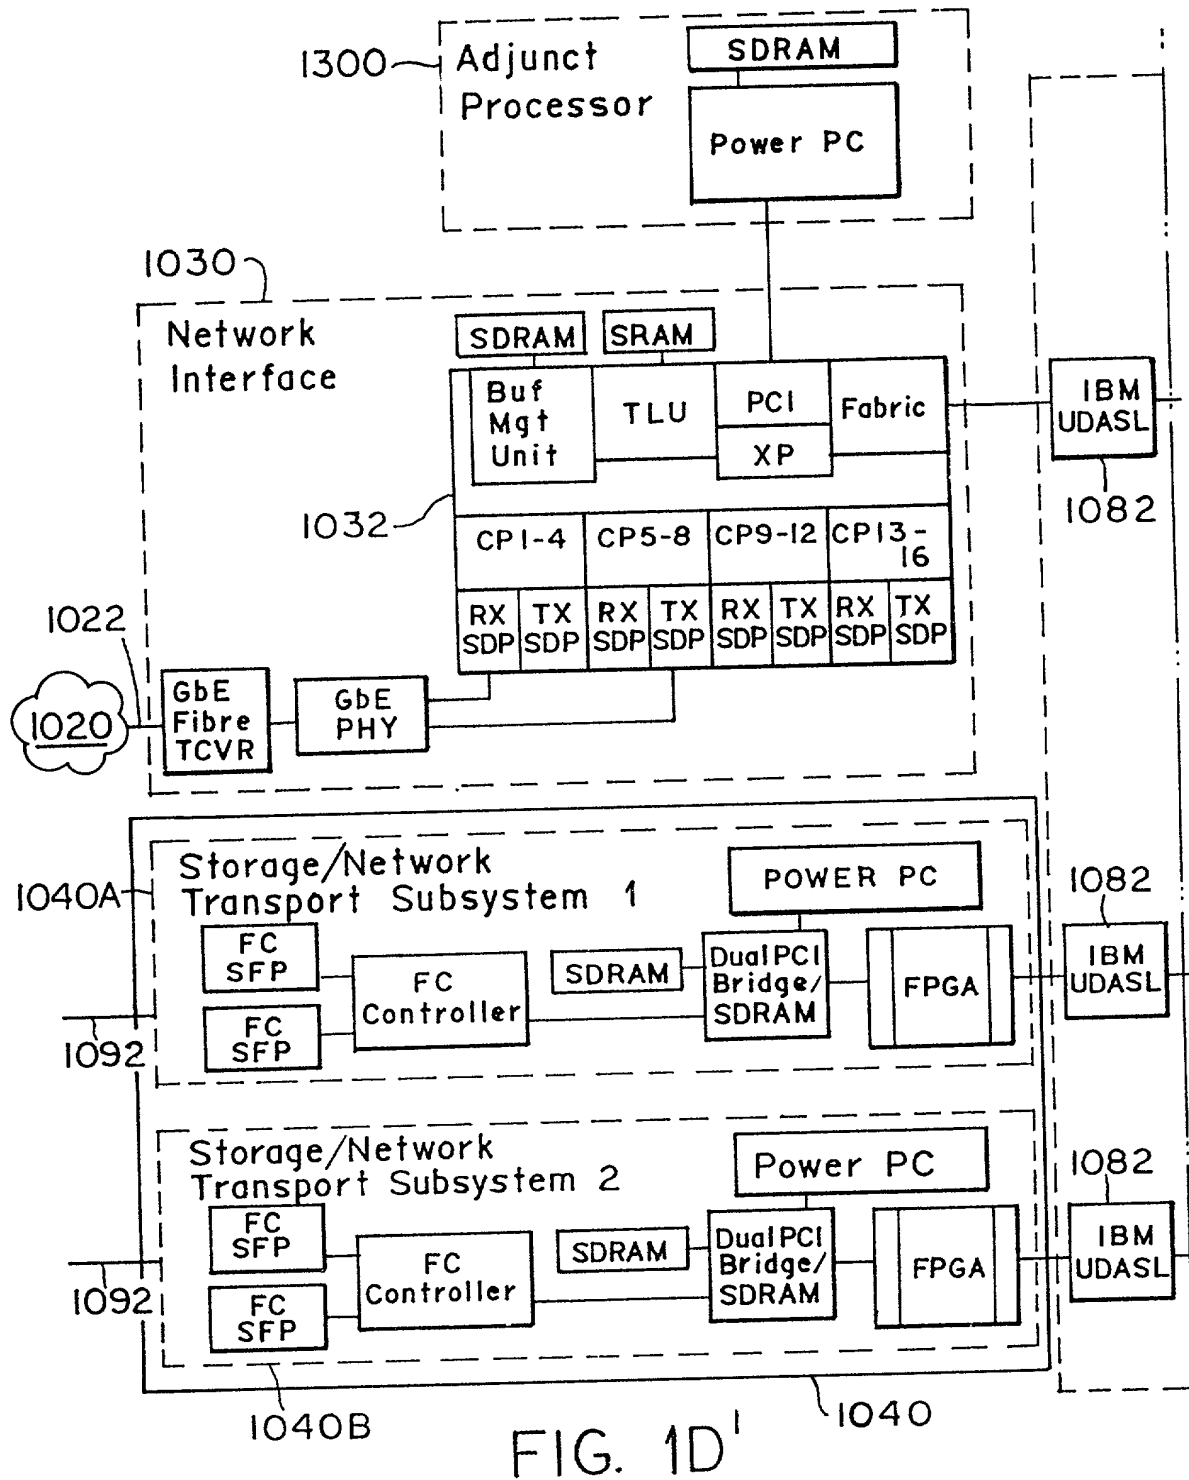 1300
Adjunct
Processor
SDRAM
Power PC
1030
Network
Interface
SDRAM
SRAM
Buf
Mgt
Unit
TLU
PCI
XP
Fabric
IBM
UDASL
1082
1032
CP1-4
CP5-8
CP9-12
CP13-
16
RX
SDP
TX
SDP
RX
SDP
TX
SDP
RX
SDP
TX
SDP
RX
SDP
TX
SDP
1022
1020
GbE
Fibre
TCVR
GbE
PHY
1040A
Storage/Network
Transport Subsystem 1
POWER PC
FC
SFP
FC
SFP
FC
Controller
SDRAM
Dual PCI
Bridge/
SDRAM
FPGA
1082
IBM
UDASL
1092
Storage/Network
Transport Subsystem 2
Power PC
FC
SFP
FC
SFP
FC
Controller
SDRAM
Dual PCI
Bridge/
SDRAM
FPGA
1082
IBM
UDASL
1092
1040B
1040
FIG. 1D'